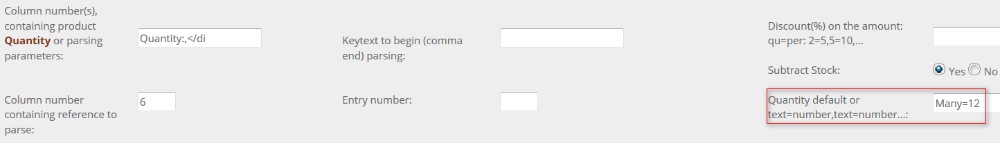 Column number(s),
containing product
Quantity or parsing
parameters:
Quantity:,</di
Keytext to begin (comma
end) parsing:
Discount(%) on the amount:
qu=per: 2=5,5=10,...
Subtract Stock:
Yes No
Column number
containing reference to
parse:
6
Entry number:
Quantity default or
text=number,text=number...:
Many=12